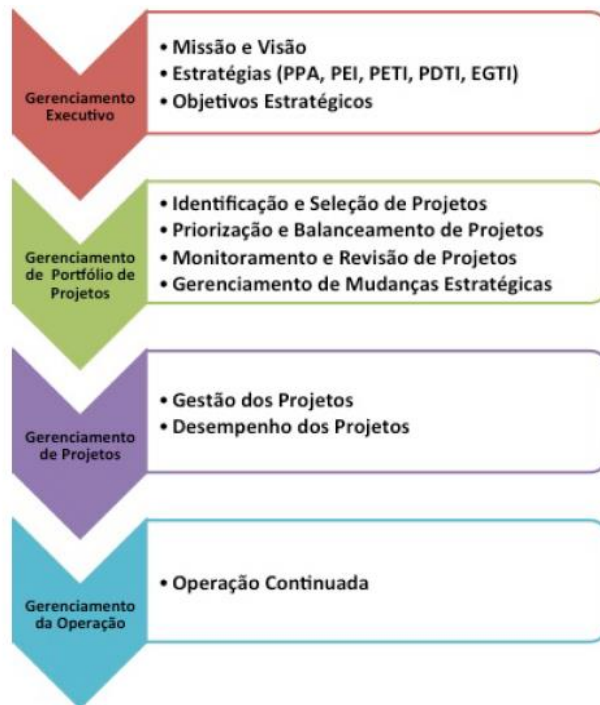 Gerenciamento
Executivo
• Missão e Visão
• Estratégias (PPA, PEI, PETI, PDTI, EGTI)
• Objetivos Estratégicos
Gerenciamento
de Portfólio de
Projetos
• Identificação e Seleção de Projetos
• Priorização e Balanceamento de Projetos
• Monitoramento e Revisão de Projetos
• Gerenciamento de Mudanças Estratégicas
Gerenciamento
de Projetos
• Gestão dos Projetos
• Desempenho dos Projetos
Gerenciamento
da Operação
• Operação Continuada